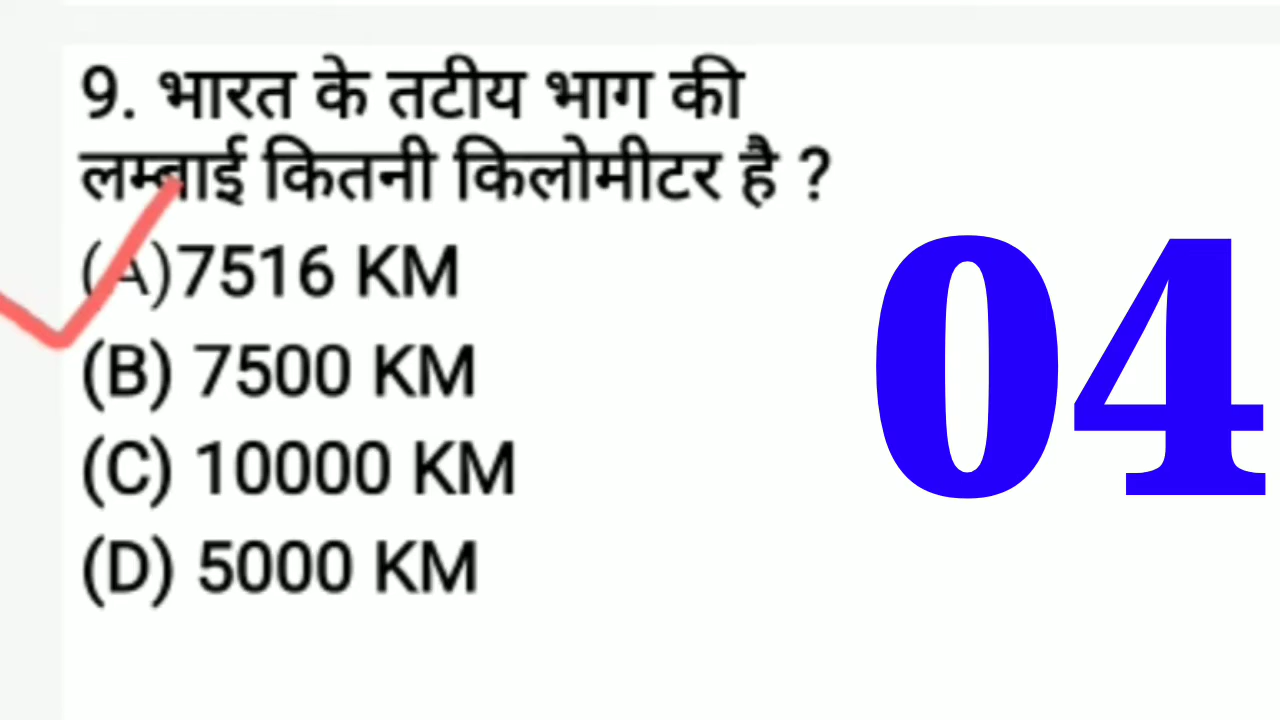 9. भारत के तटीय भाग की
लम्बाई कितनी किलोमीटर है ?
(A)7516 KM
(B) 7500 KM
(C) 10000 KM
(D) 5000 KM
04